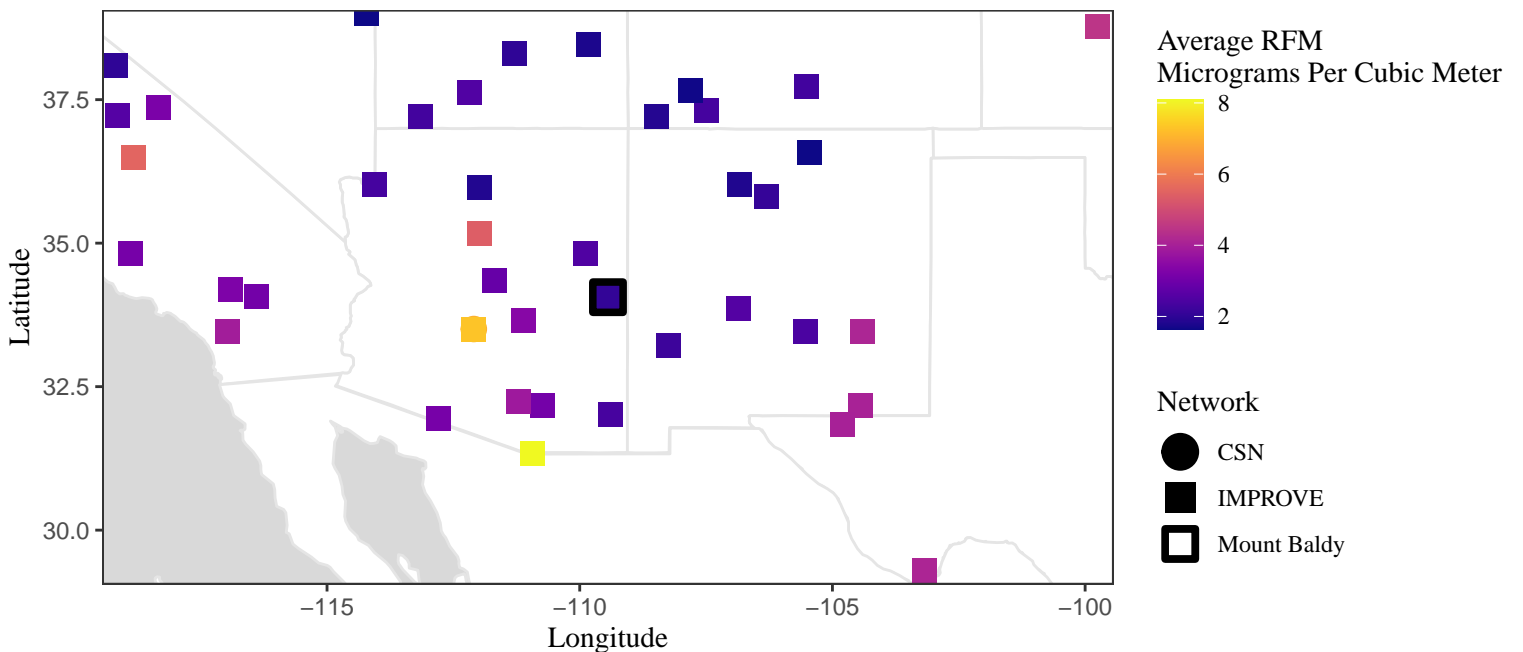 Average RFM
Micrograms Per Cubic Meter
8
6
4
2
Network
CSN
IMPROVE
Mount Baldy
Latitude
37.5
35.0
32.5
30.0
−115
−110
−105
−100
Longitude